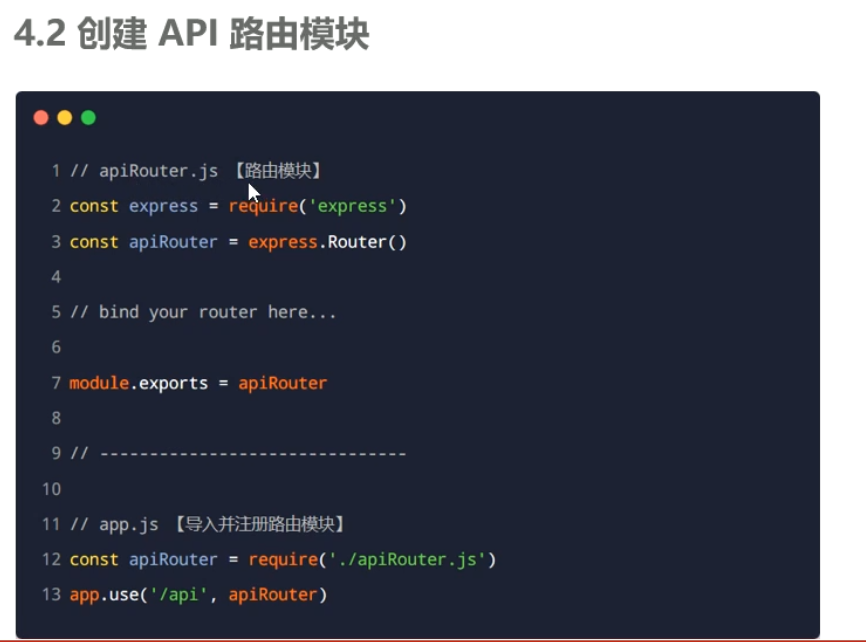 4.2 创建 API 路由模块
1 // apiRouter.js 【路由模块】
2 const express = require('express')
3 const apiRouter = express.Router()
4
5 // bind your router here...
6
7 module.exports = apiRouter
8
9 // -------------------------------
10
11 // app.js 【导入并注册路由模块】
12 const apiRouter = require('./apiRouter.js')
13 app.use('/api', apiRouter)